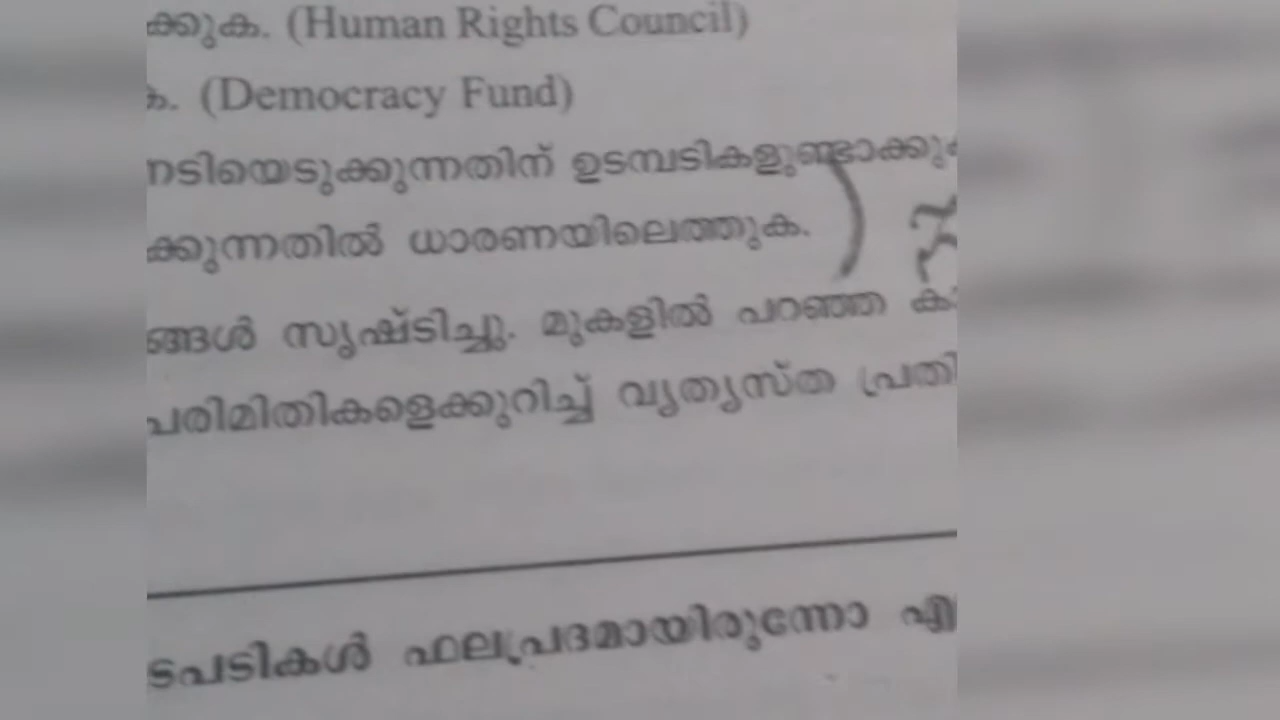 ക്കുക. (Human Rights Council)
ക. (Democracy Fund)
നടിയെടുക്കുന്നതിന് ഉടമ്പടികളുണ്ടാക്കുക
ക്കുന്നതിൽ ധാരണയിലെത്തുക.
ങ്ങൾ സൃഷ്ടിച്ചു. മുകളിൽ പറഞ്ഞ
പരിമിതികളെക്കുറിച്ച് വ്യത്യസ്ത പ്രതി
ടപടികൾ ഫലപ്രദമായിരുന്നോ എ